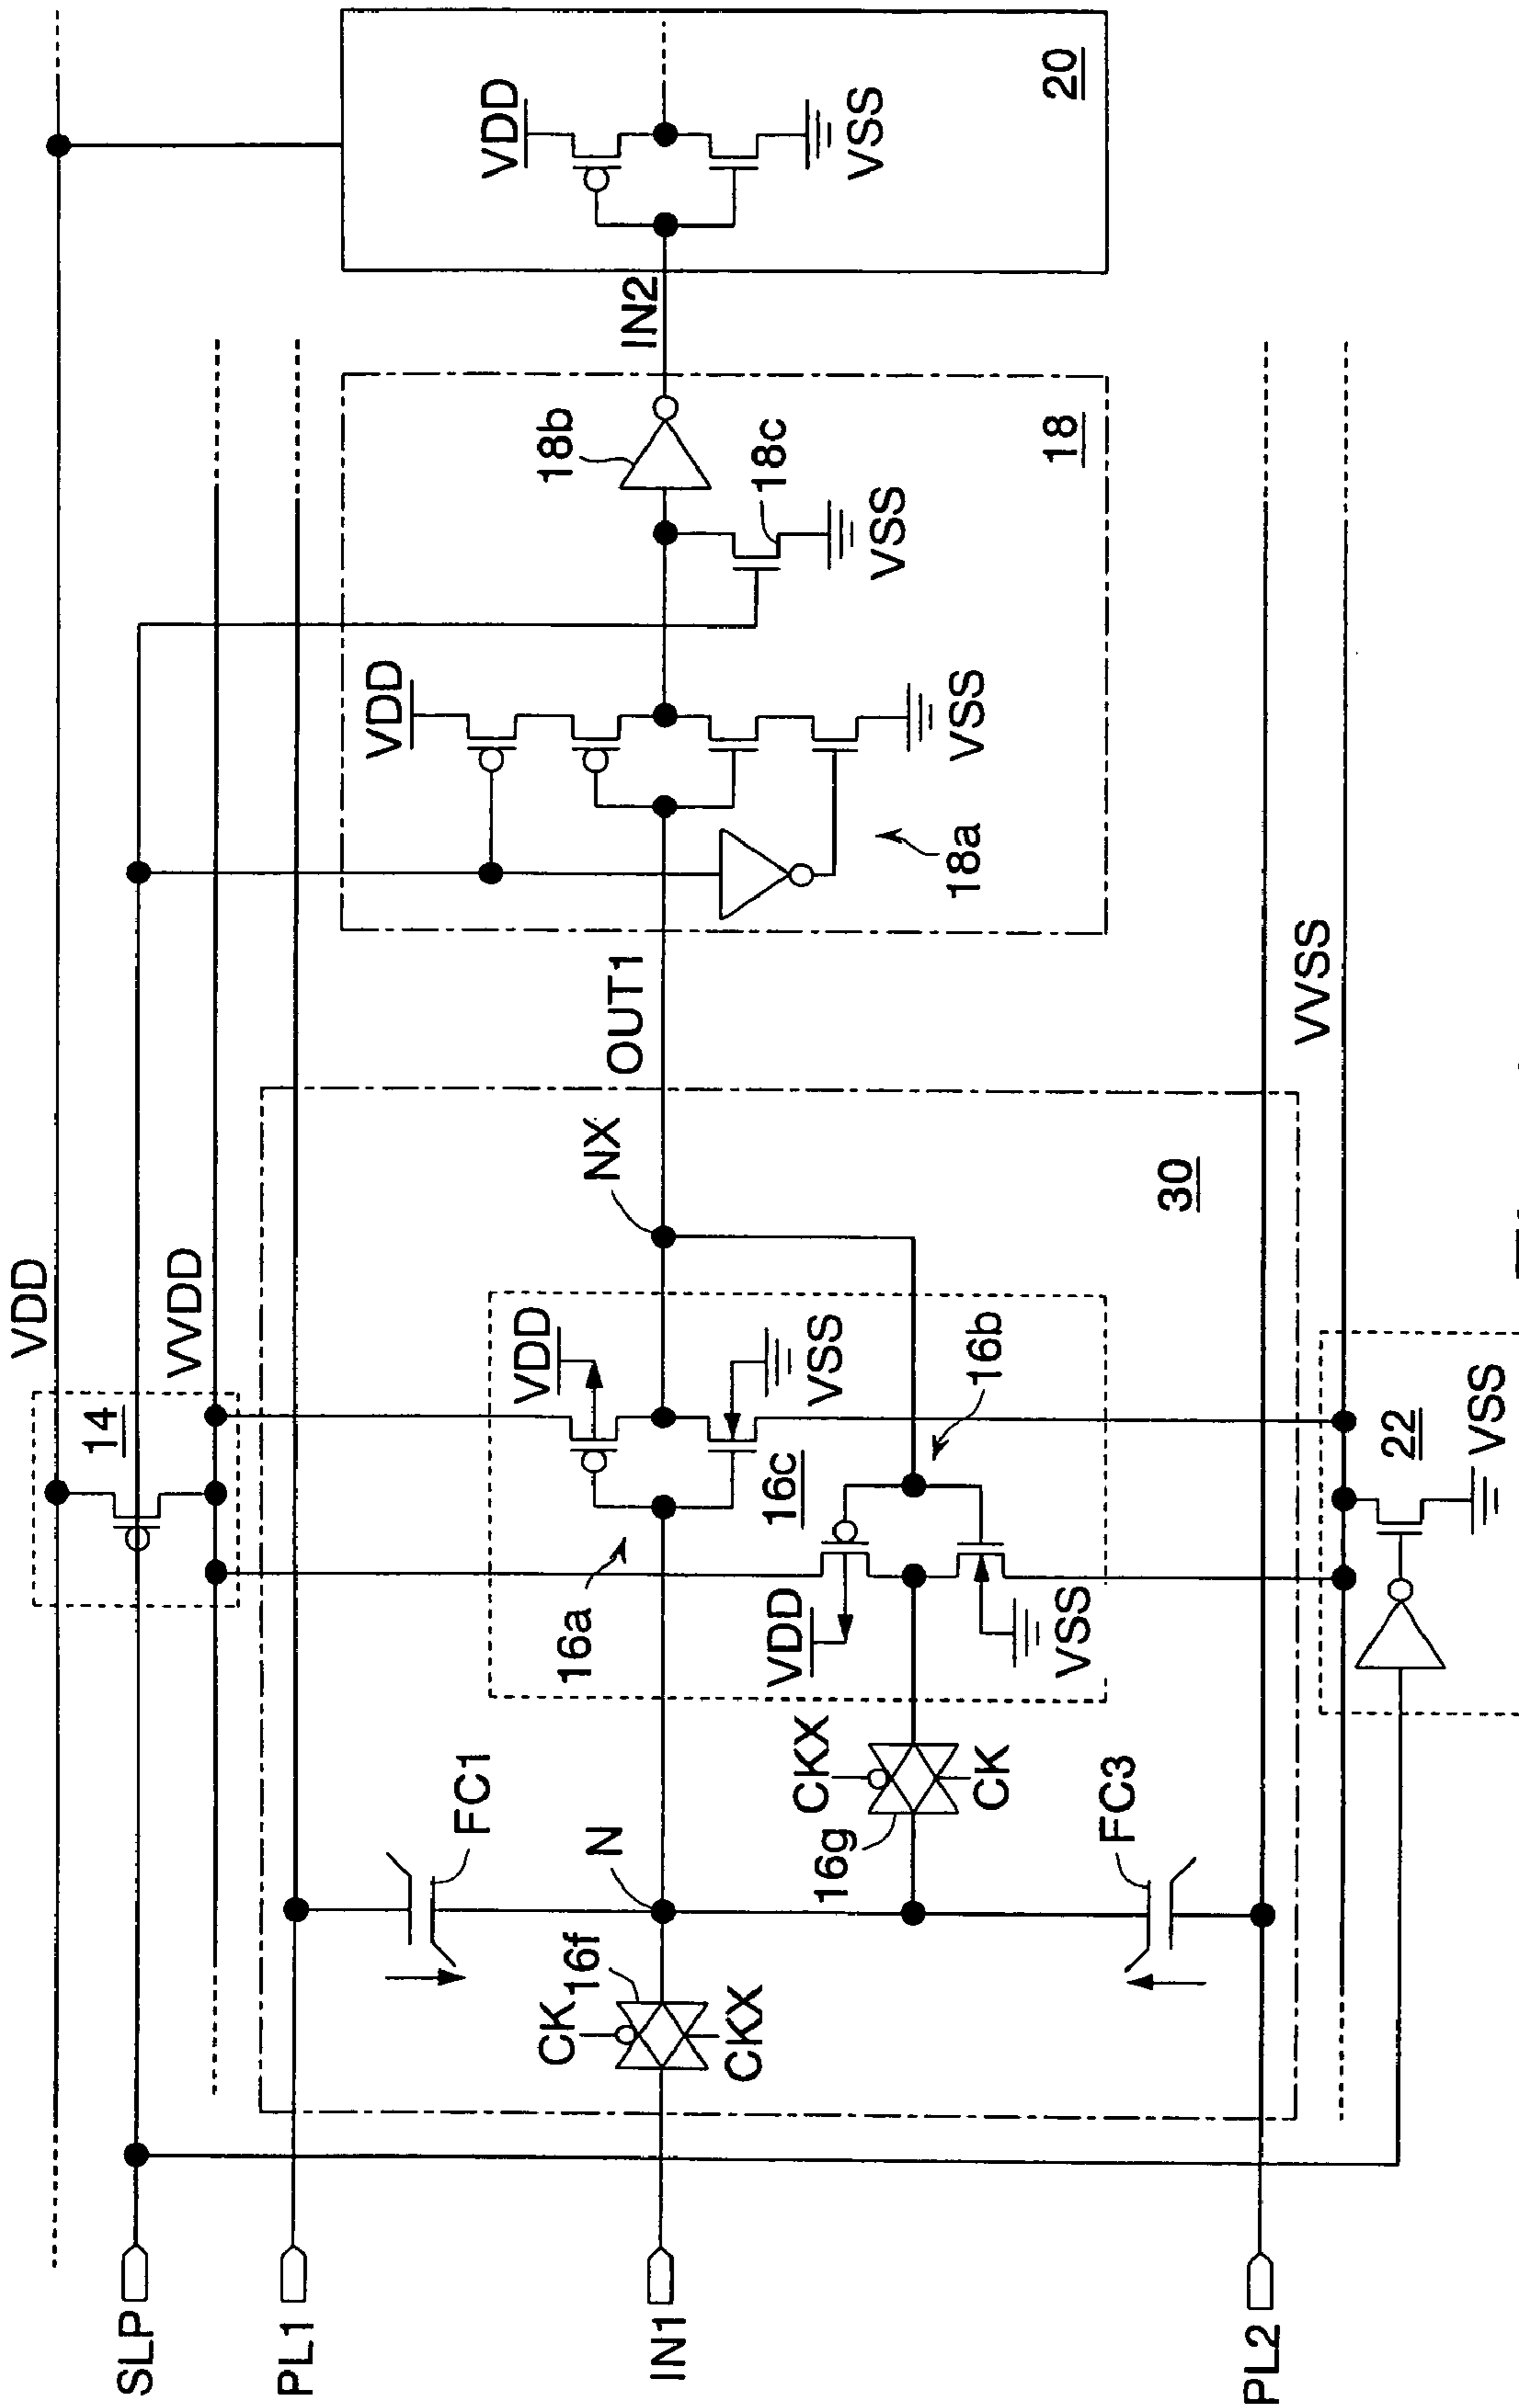 VDD
SLP
14
VVDD
PL1
FC1
CK
16f
CKX
IN1
N
16a
VDD
16c
VSS
NX
OUT1
VDD
18a
VSS
18b
18c
VSS
18
IN2
VDD
VSS
20
CKX
16g
CK
VDD
VSS
16b
30
FC3
PL2
VVSS
22
VSS